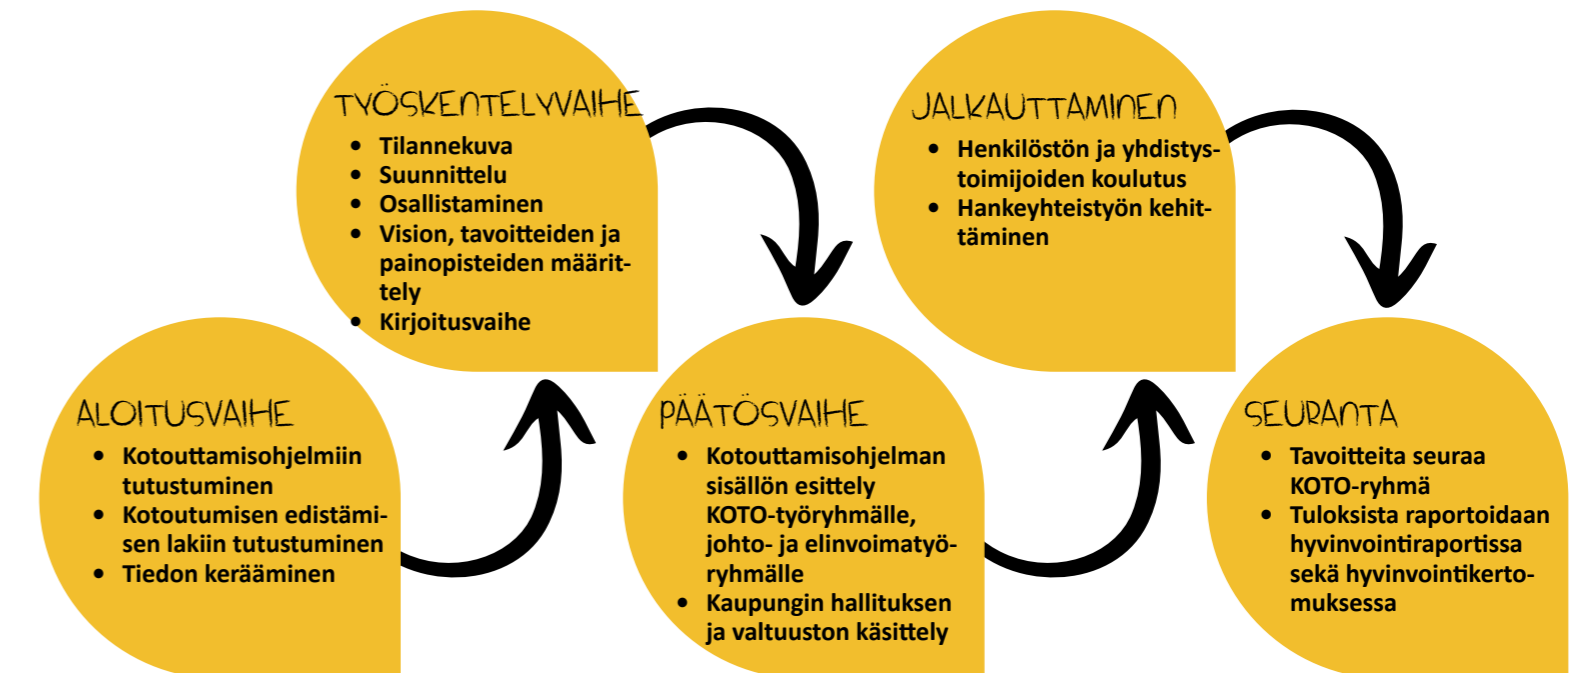 ALOITUSVAIHE
• Kotouttamisohjelmiin
tutustuminen
• Kotoutumisen edistämi-
sen lakiin tutustuminen
• Tiedon kerääminen
TYÖSKENTELYVAIHE
• Tilannekuva
• Suunnittelu
• Osallistaminen
• Vision, tavoitteiden ja
painopisteiden määrit-
tely
• Kirjoitusvaihe
PÄÄTÖSVAIHE
• Kotouttamisohjelman
sisällön esittely
KOTO-työryhmälle,
johto- ja elinvoimatyö-
ryhmälle
• Kaupungin hallituksen
ja valtuuston käsittely
JALKAUTTAMINEN
• Henkilöstön ja yhdistys-
toimijoiden koulutus
• Hankeyhteistyön kehit-
täminen
SEURANTA
• Tavoitteita seuraa
KOTO-ryhmä
• Tuloksista raportoidaan
hyvinvointiraportissa
sekä hyvinvointikerto-
muksessa